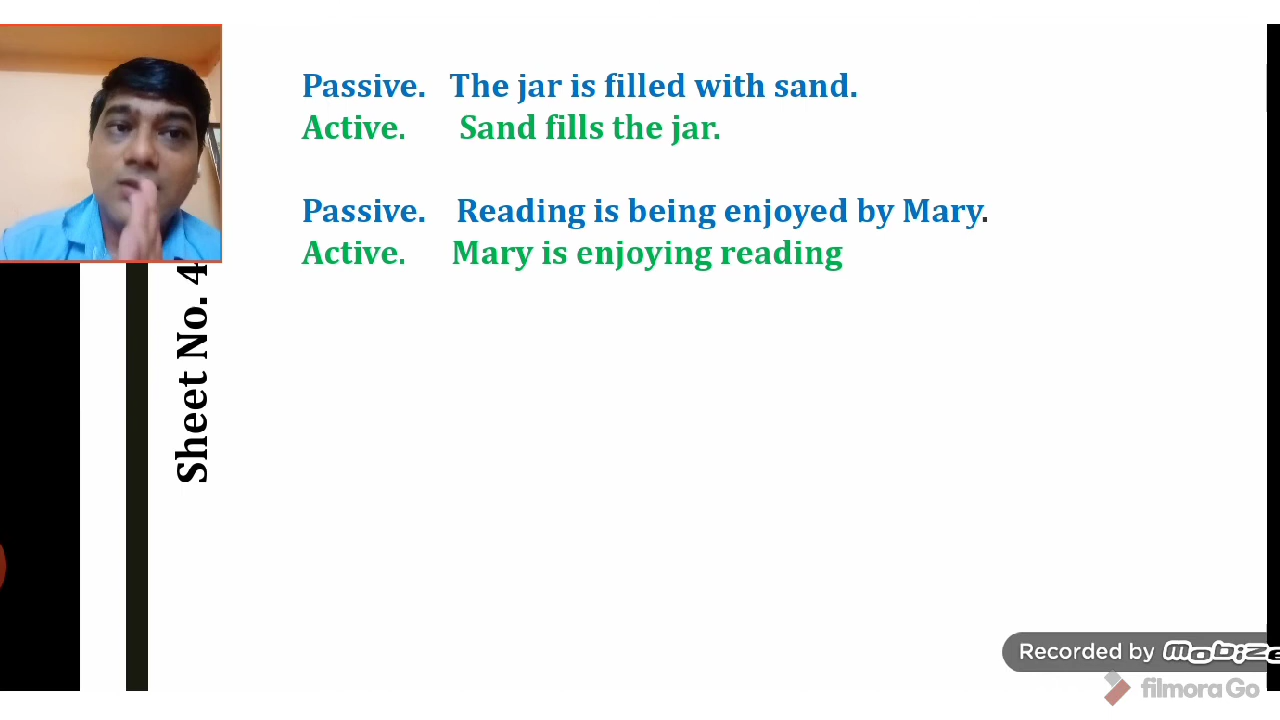 Passive. The jar is filled with sand.
Active. Sand fills the jar.
Passive. Reading is being enjoyed by Mary.
Active. Mary is enjoying reading
Sheet No. 4
Recorded by
filmora Go